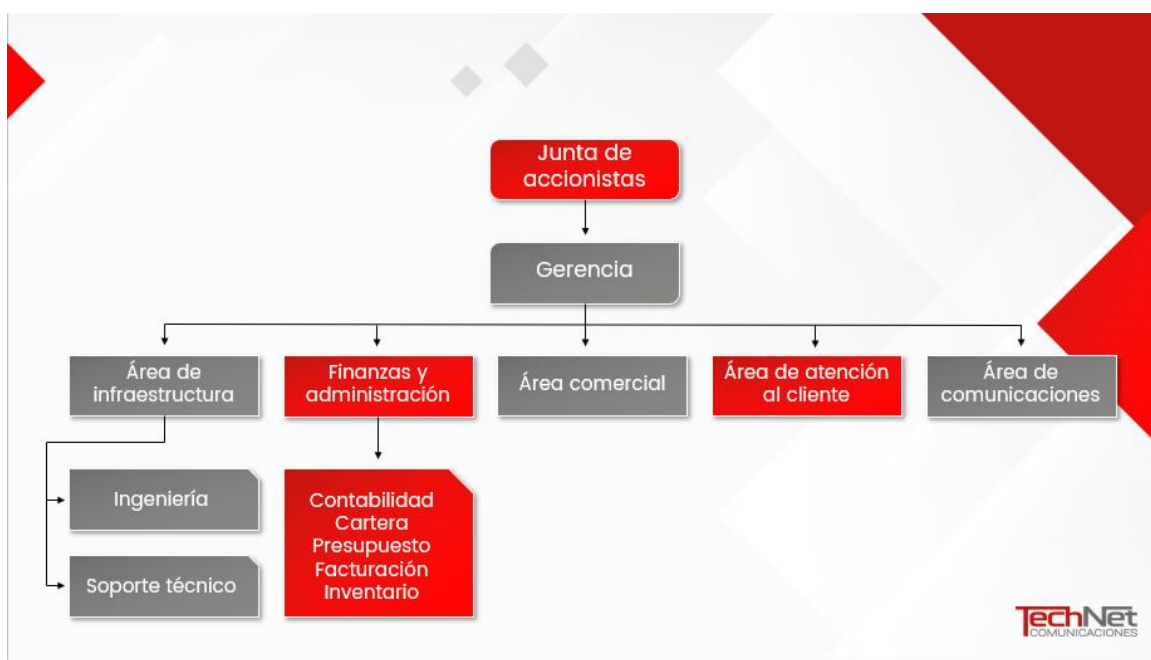 Junta de
accionistas
Gerencia
Área de
infraestructura
Finanzas y
administración
Área comercial
Área de atención
al cliente
Área de
comunicaciones
Ingeniería
Soporte técnico
Contabilidad
Cartera
Presupuesto
Facturación
Inventario
TechNet
COMUNICACIONES